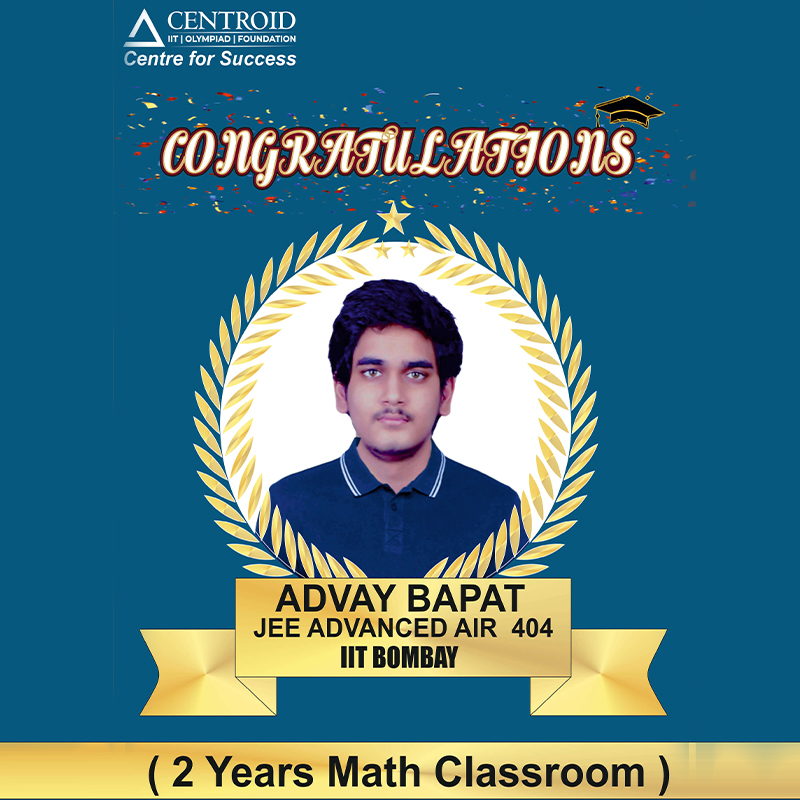 CENTROID
IIT | OLYMPIAD | FOUNDATION
Centre for Success
CONGRATULATIONS
ADVAY BAPAT
JEE ADVANCED AIR 404
IIT BOMBAY
( 2 Years Math Classroom )